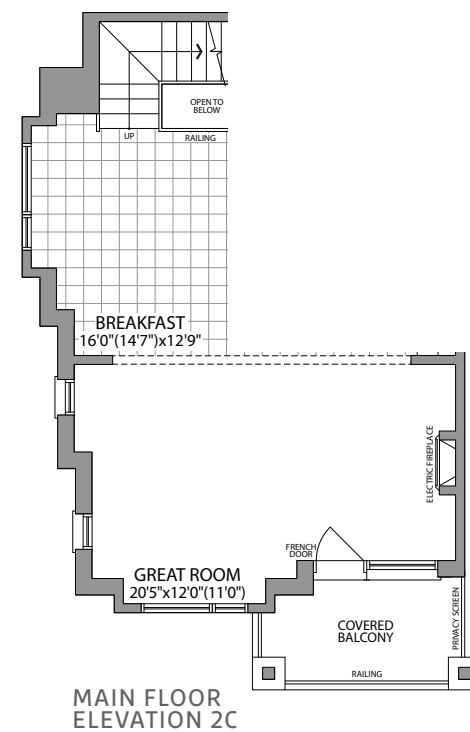 OPEN TO
BELOW
UP
RAILING
BREAKFAST
16'0"(14'7")x12'9"
ELECTRIC FIREPLACE
FRENCH
DOOR
GREAT ROOM
20'5"x12'0"(11'0")
COVERED
BALCONY
PRIVACY SCREEN
RAILING
MAIN FLOOR
ELEVATION 2C